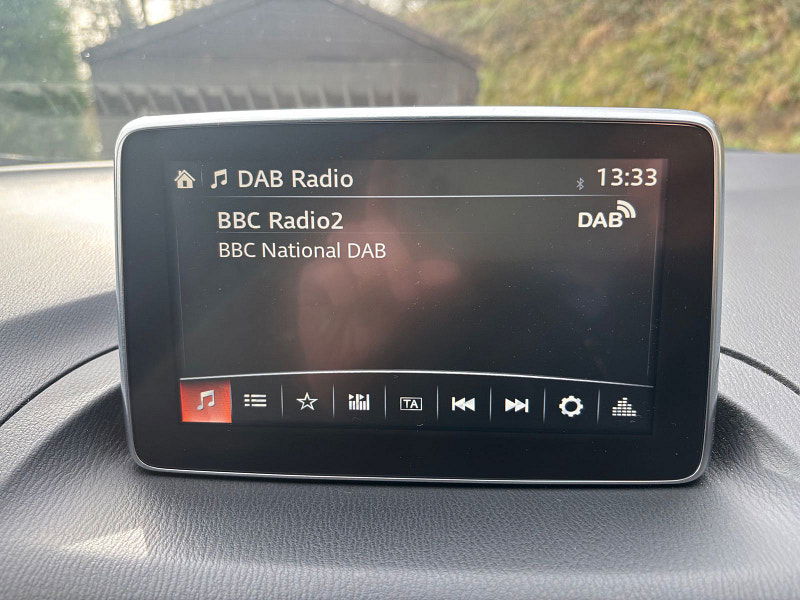 DAB Radio 13:33
BBC Radio2 DAB
BBC National DAB
TA